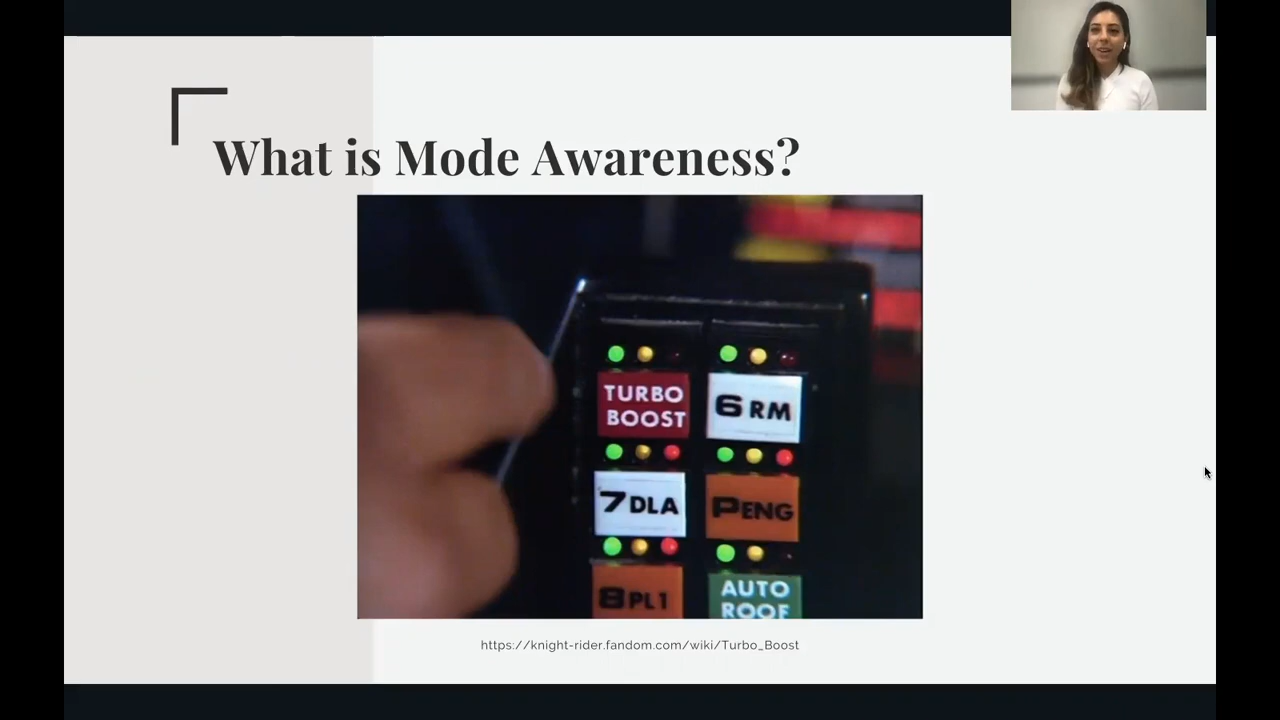 What is Mode Awareness?
TURBO
BOOST
6 RM
7 DLA
PENG
8 PL1
AUTO
ROOF
https://knight-rider.fandom.com/wiki/Turbo_Boost